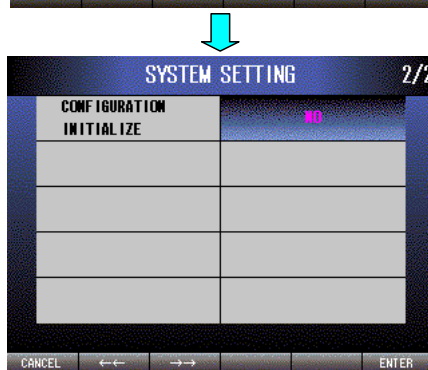 SYSTEM SETTING 2/2
CONFIGURATION NO
INITIALIZE
CANCEL ←← →→ ENTER